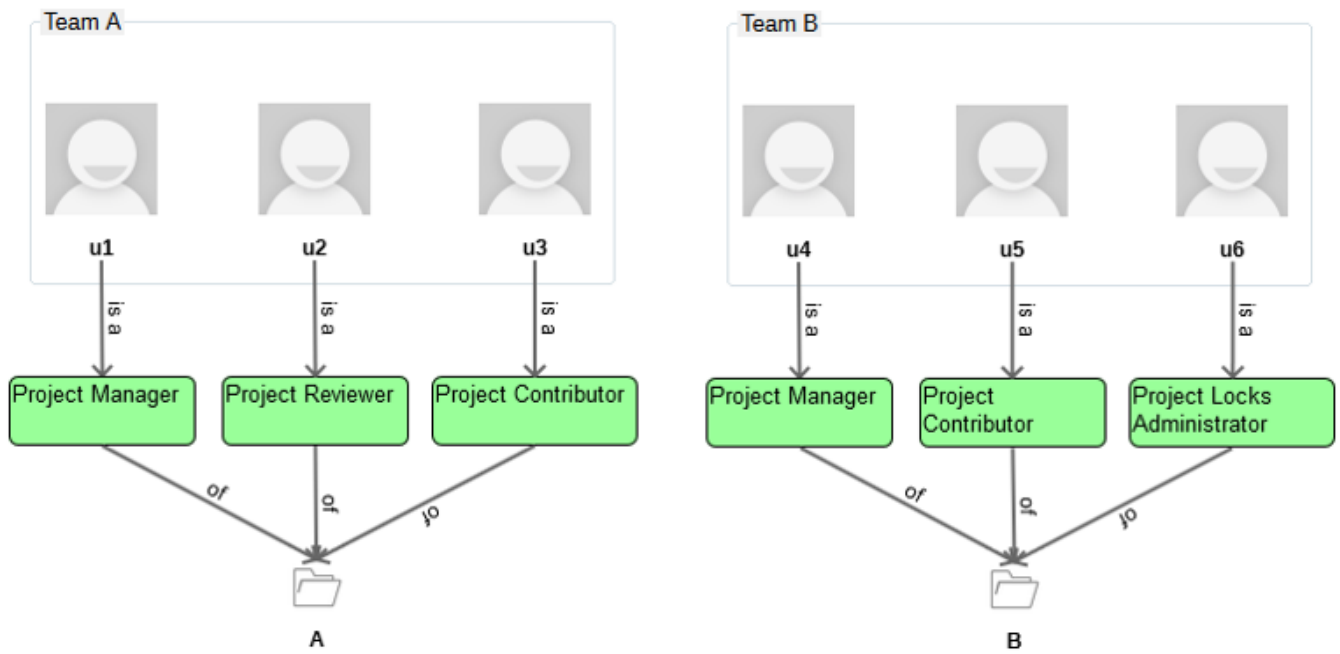 Team A
Team B
u1
u2
u3
u4
u5
u6
is a
is a
is a
is a
is a
is a
Project Manager
Project Reviewer
Project Contributor
Project Manager
Project
Contributor
Project Locks
Administrator
of
of
of
of
of
of
A
B